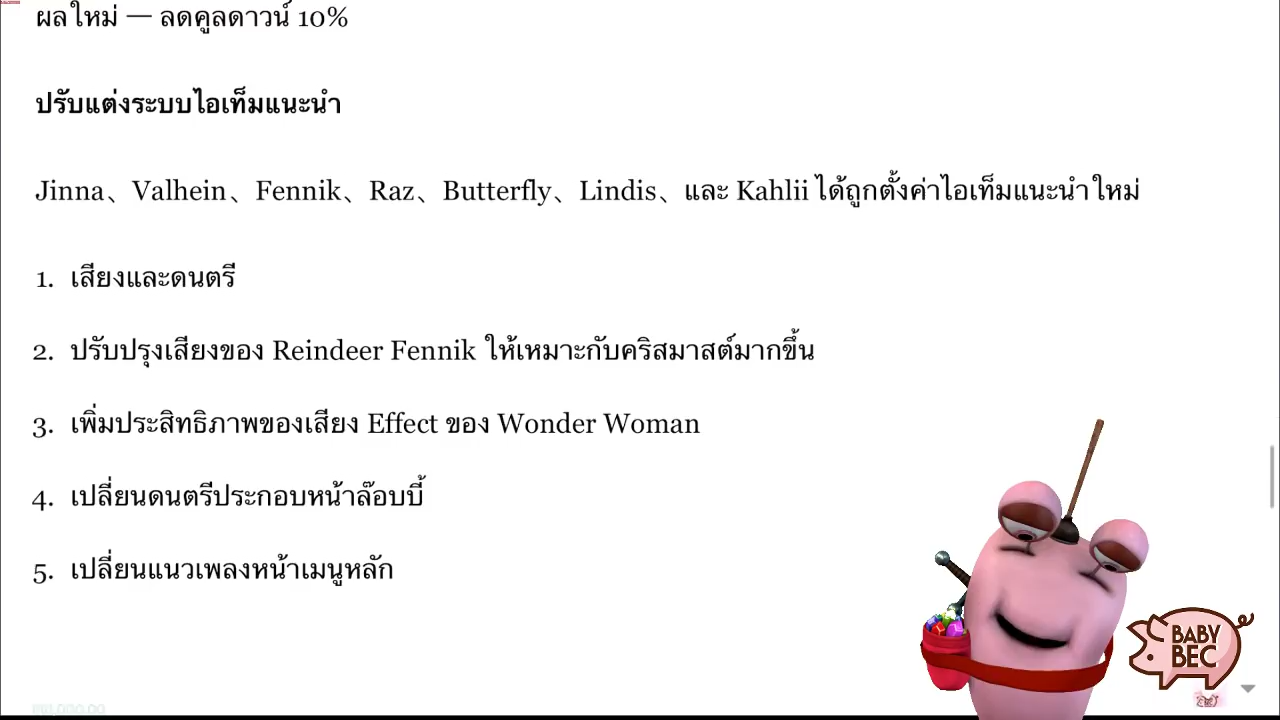 ผลใหม่ — ลดคูลดาวน์ 10%
ปรับแต่งระบบไอเท็มแนะนำ
Jinna、Valhein、Fennik、Raz、Butterfly、Lindis、และ Kahlii ได้ถูกตั้งค่าไอเท็มแนะนำใหม่
1. เสียงและดนตรี
2. ปรับปรุงเสียงของ Reindeer Fennik ให้เหมาะกับคริสมาสต์มากขึ้น
3. เพิ่มประสิทธิภาพของเสียง Effect ของ Wonder Woman
4. เปลี่ยนดนตรีประกอบหน้าล๊อบบี้
5. เปลี่ยนแนวเพลงหน้าเมนูหลัก
BABY
BEC